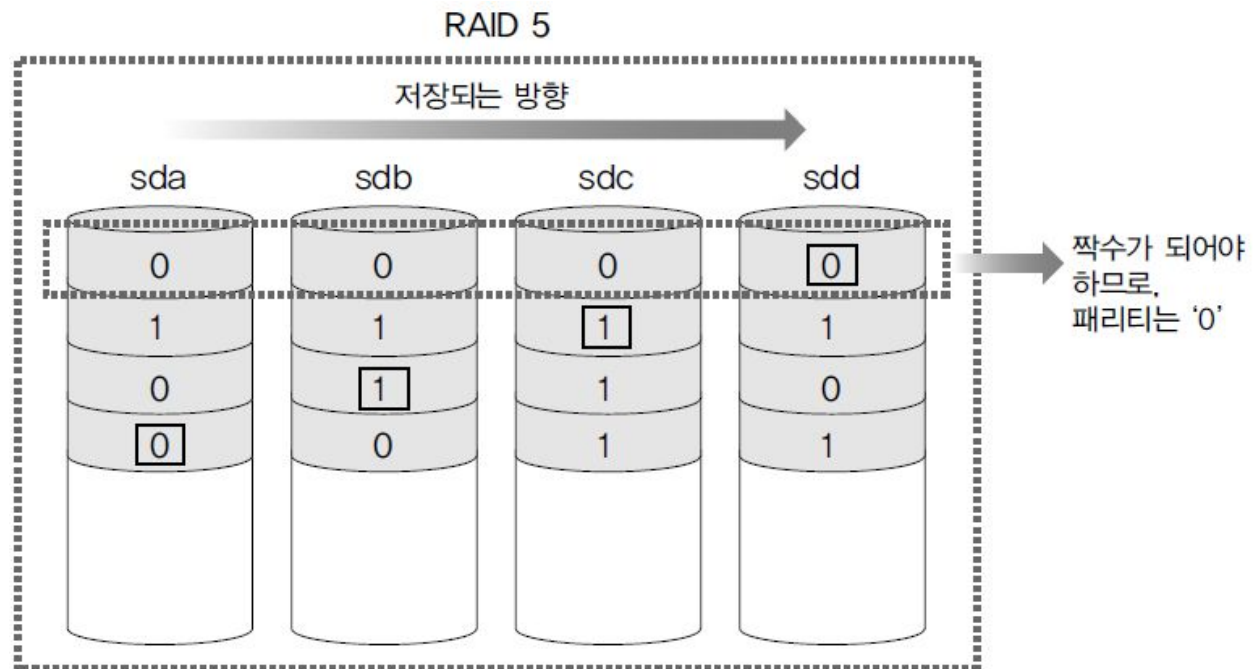 RAID 5
저장되는 방향
sda sdb sdc sdd
0 0 0 0
1 1 1 1
0 1 1 0
0 0 1 1
짝수가 되어야
하므로,
패리티는 ‘0’